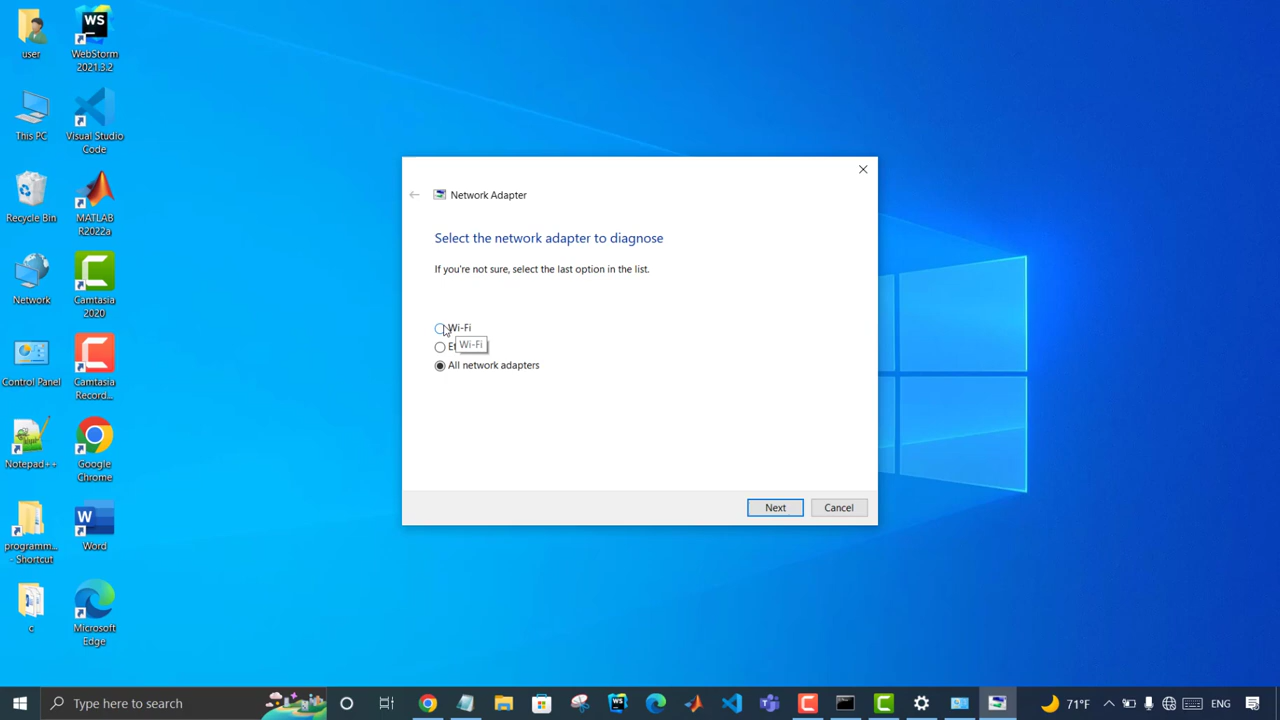 user
WS
WebStorm
2021.3.2
This PC
Visual Studio
Code
Recycle Bin
MATLAB
R2022a
Network
Camtasia
2020
Control Panel
Camtasia
Record...
Notepad++
Google
Chrome
programm...
- Shortcut
W
Word
c
Microsoft
Edge
Network Adapter
Select the network adapter to diagnose
If you're not sure, select the last option in the list.
Wi-Fi
Wi-Fi
All network adapters
Next
Cancel
Type here to search
WS
71°F
ENG